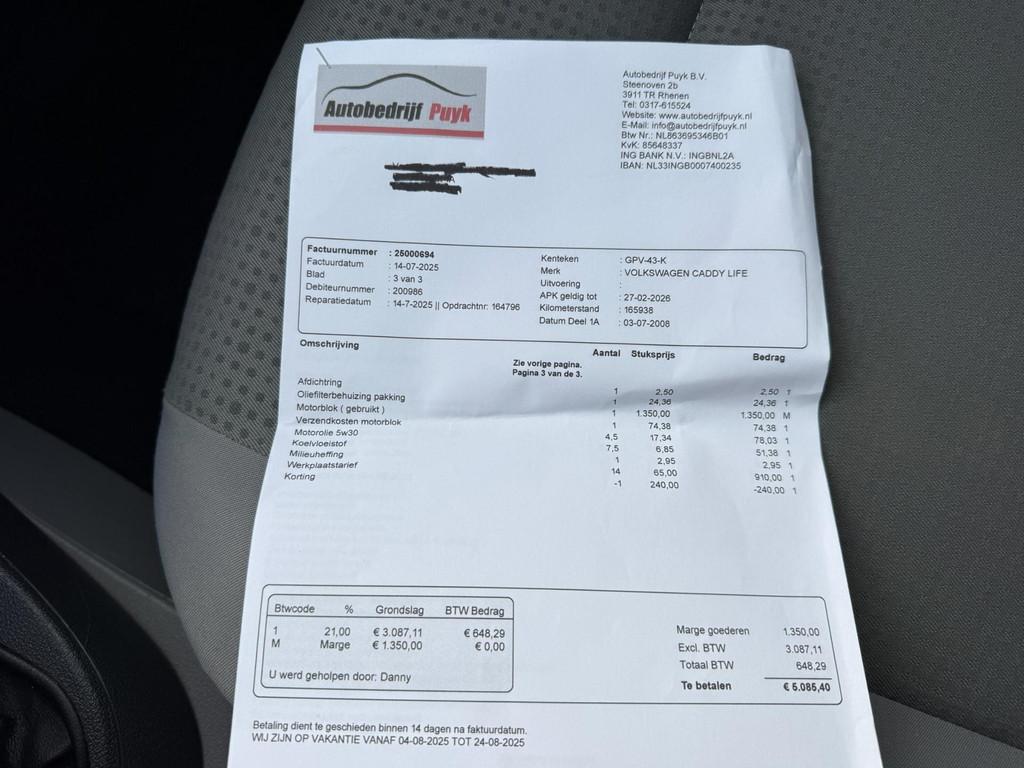 Autobedrijf Puyk
Autobedrijf Puyk B.V.
Steenoven 2b
3911 TR Rhenen
Tel: 0317-615524
Website: www.autobedrijfpuyk.nl
E-Mail: info@autobedrijfpuyk.nl
Btw Nr.: NL863695346B01
KvK: 85648337
ING BANK N.V.: INGBNL2A
IBAN: NL33INGB0007400235
Factuurnummer : 25000694
Factuurdatum : 14-07-2025
Blad : 3 van 3
Debiteurnummer : 200986
Reparatiedatum : 14-7-2025 || Opdrachtnr: 164796
Kenteken : GPV-43-K
Merk : VOLKSWAGEN CADDY LIFE
Uitvoering :
APK geldig tot : 27-02-2026
Kilometerstand : 165938
Datum Deel 1A : 03-07-2008
Omschrijving Aantal Stuksprijs Bedrag
Zie vorige pagina.
Pagina 3 van de 3.
Afdichtring 1 2,50 2,50 1
Oliefilterbehuizing pakking 1 24,36 24,36 1
Motorblok ( gebruikt ) 1 1.350,00 1.350,00 M
Verzendkosten motorblok 1 74,38 74,38 1
Motorolie 5w30 4,5 17,34 78,03 1
Koelvloeistof 7,5 6,85 51,38 1
Milieuheffing 1 2,95 2,95 1
Werkplaatstarief 14 65,00 910,00 1
Korting -1 240,00 -240,00 1
Btwcode % Grondslag BTW Bedrag
1 21,00 € 3.087,11 € 648,29
M Marge € 1.350,00 € 0,00
U werd geholpen door: Danny
Marge goederen 1.350,00
Excl. BTW 3.087,11
Totaal BTW 648,29
Te betalen € 5.085,40
Betaling dient te geschieden binnen 14 dagen na faktuurdatum.
WIJ ZIJN OP VAKANTIE VANAF 04-08-2025 TOT 24-08-2025